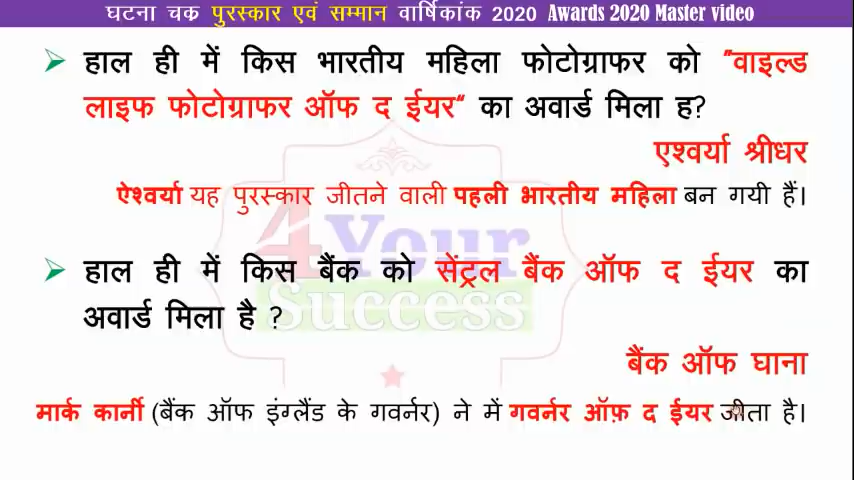 घटना चक्र पुरस्कार एवं सम्मान वार्षिकांक 2020 Awards 2020 Master video
हाल ही में किस भारतीय महिला फोटोग्राफर को "वाइल्ड
लाइफ फोटोग्राफर ऑफ द ईयर" का अवार्ड मिला ह?
एश्वर्या श्रीधर
ऐश्वर्या यह पुरस्कार जीतने वाली पहली भारतीय महिला बन गयी हैं।
4Your
हाल ही में किस बैंक को सेंट्रल बैंक ऑफ द ईयर का
अवार्ड मिला है ?
Success
बैंक ऑफ घाना
मार्क कार्नी (बैंक ऑफ इंग्लैंड के गवर्नर) ने में गवर्नर ऑफ़ द ईयर जीता है।